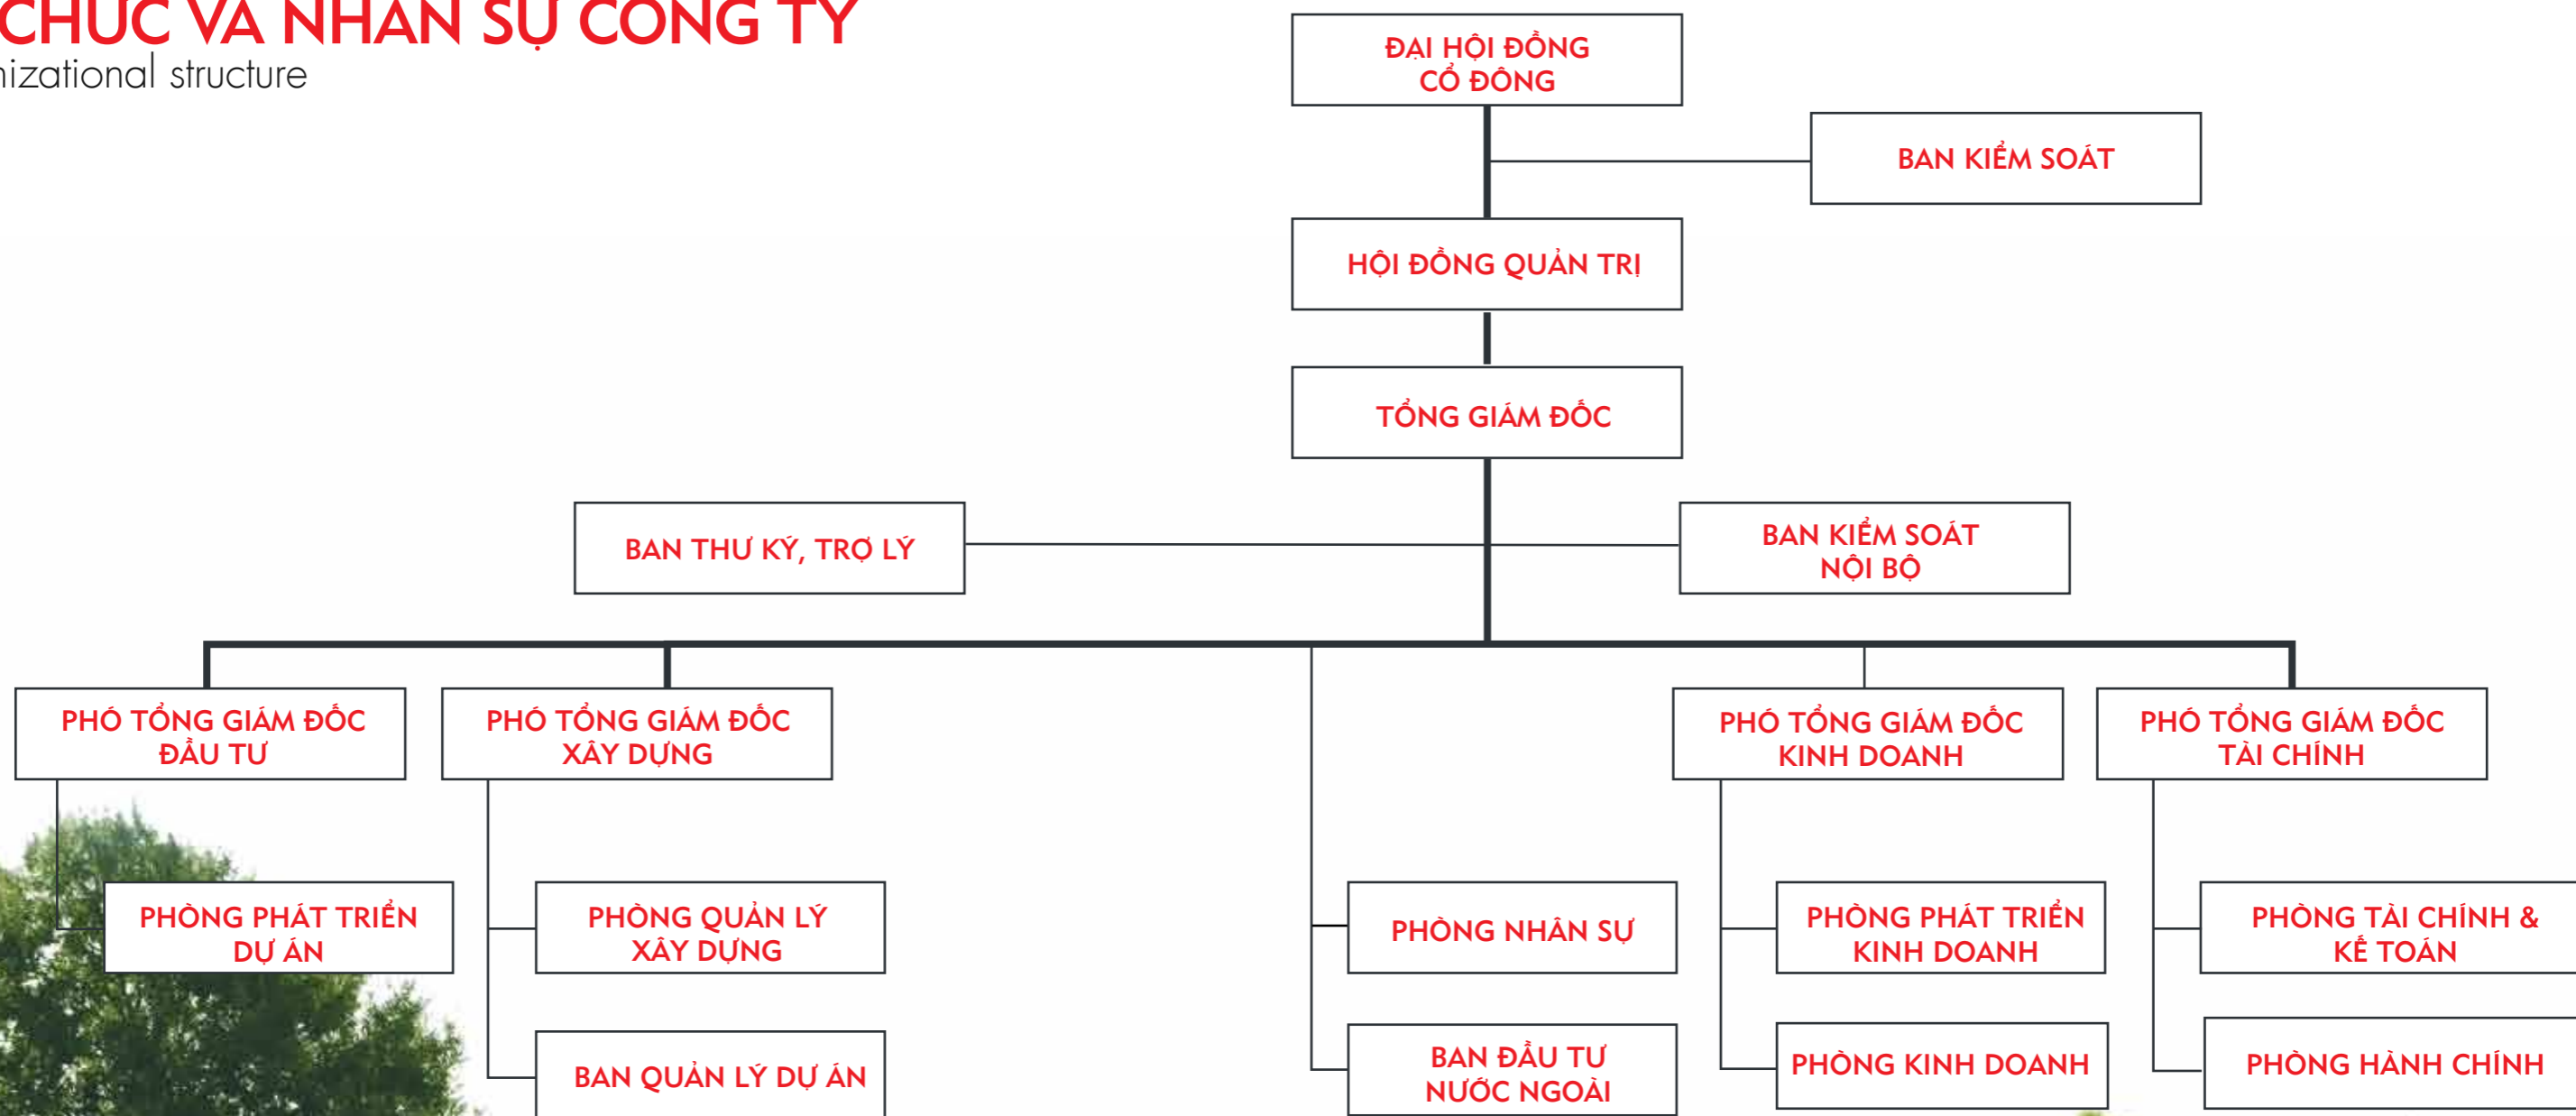 CHỨC VÀ NHÂN SỰ CÔNG TY
nizational structure
ĐẠI HỘI ĐỒNG
CỔ ĐÔNG
BAN KIỂM SOÁT
HỘI ĐỒNG QUẢN TRỊ
TỔNG GIÁM ĐỐC
BAN THƯ KÝ, TRỢ LÝ
BAN KIỂM SOÁT
NỘI BỘ
PHÓ TỔNG GIÁM ĐỐC
ĐẦU TƯ
PHÓ TỔNG GIÁM ĐỐC
XÂY DỰNG
PHÓ TỔNG GIÁM ĐỐC
KINH DOANH
PHÓ TỔNG GIÁM ĐỐC
TÀI CHÍNH
PHÒNG PHÁT TRIỂN
DỰ ÁN
PHÒNG QUẢN LÝ
XÂY DỰNG
PHÒNG NHÂN SỰ
PHÒNG PHÁT TRIỂN
KINH DOANH
PHÒNG TÀI CHÍNH &
KẾ TOÁN
BAN QUẢN LÝ DỰ ÁN
BAN ĐẦU TƯ
NƯỚC NGOÀI
PHÒNG KINH DOANH
PHÒNG HÀNH CHÍNH